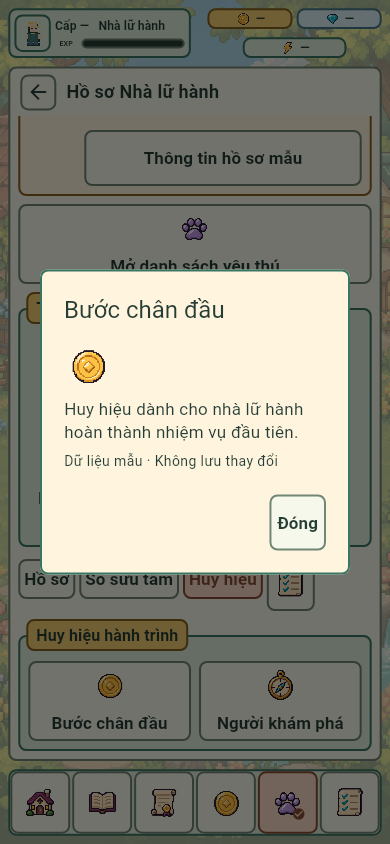 Cấp — Nhà lữ hành
EXP
—
—
—
Hồ sơ Nhà lữ hành
Thông tin hồ sơ mẫu
Mở danh sách yêu thú
Bước chân đầu
Huy hiệu dành cho nhà lữ hành
hoàn thành nhiệm vụ đầu tiên.
Dữ liệu mẫu · Không lưu thay đổi
Đóng
Hồ sơ
Sổ sưu tầm
Huy hiệu
Huy hiệu hành trình
Bước chân đầu
Người khám phá